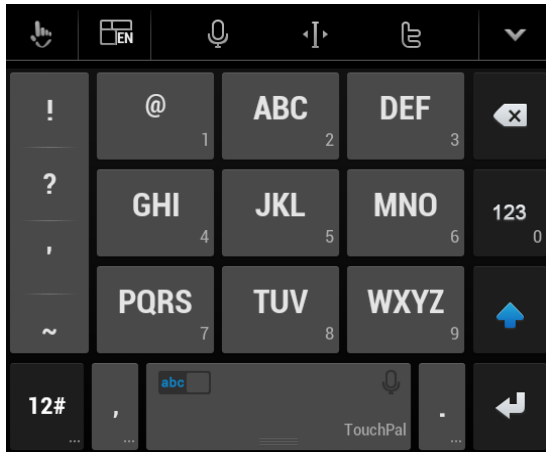 EN
! @ 1 ABC 2 DEF 3
? GHI 4 JKL 5 MNO 6 123 0
'
~ PQRS 7 TUV 8 WXYZ 9
12# ... , ... abc TouchPal . ...